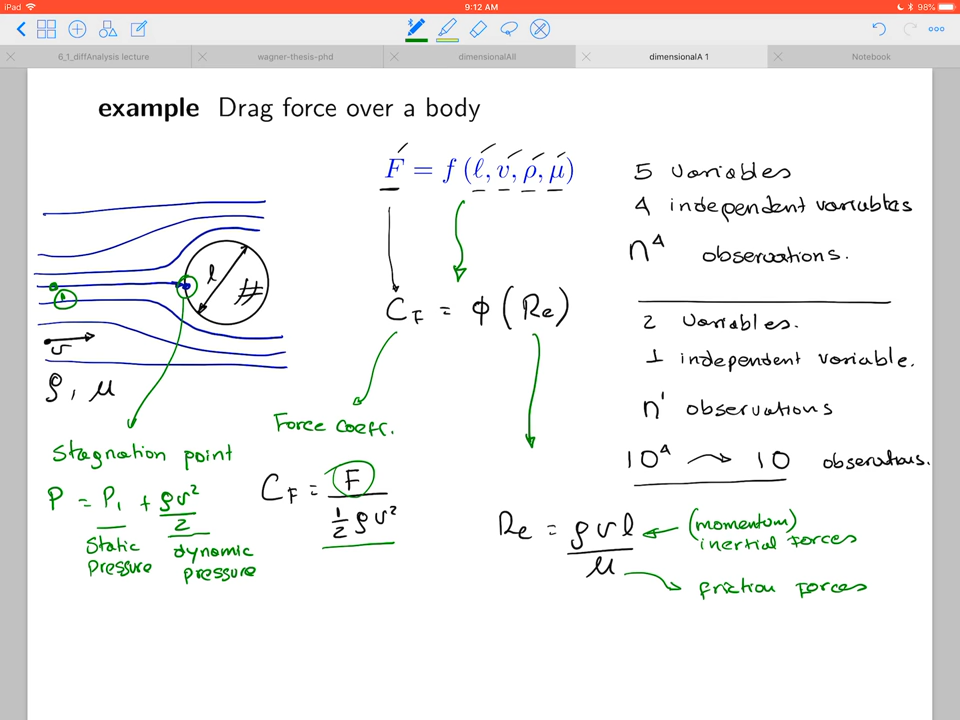 iPad
9:12 AM
98%
6_1_diffAnalysis lecture
wagner-thesis-phd
dimensionalAll
dimensionalA 1
Notebook
example Drag force over a body
F = f (ℓ, v, ρ, μ)
5 variables
4 independent variables
n⁴ observations.
l
1
v
ρ, μ
C_F = ϕ (Re)
2 variables.
1 independent variable.
n¹ observations
10⁴ → 10 observations.
Stagnation point
P = P₁ + ρv²/2
Static pressure
dynamic pressure
Force coeff.
C_F = F / ½ ρv²
Re = ρvl / μ
(momentum)
inertial forces
friction forces